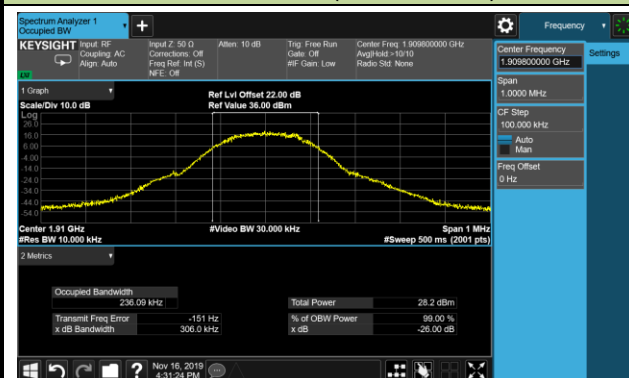 Spectrum Analyzer 1
Occupied BW
Frequency
KEYSIGHT
Input: RF
Coupling: AC
Align: Auto
Input Z: 50 Ω
Corrections: Off
Freq Ref: Int (S)
NFE: Off
Atten: 10 dB
Trig: Free Run
Gate: Off
#IF Gain: Low
Center Freq: 1.909800000 GHz
Avg|Hold:>10/10
Radio Std: None
Center Frequency
1.909800000 GHz
Settings
Span
1.0000 MHz
CF Step
100.000 kHz
Auto
Man
Freq Offset
0 Hz
1 Graph
Scale/Div 10.0 dB
Ref Lvl Offset 22.00 dB
Ref Value 36.00 dBm
Log
26.0
16.0
6.00
-4.00
-14.0
-24.0
-34.0
-44.0
-54.0
Center 1.91 GHz
#Res BW 10.000 kHz
#Video BW 30.000 kHz
Span 1 MHz
#Sweep 500 ms (2001 pts)
2 Metrics
Occupied Bandwidth
236.09 kHz
Total Power 28.2 dBm
Transmit Freq Error -151 Hz
% of OBW Power 99.00 %
x dB Bandwidth 306.0 kHz
x dB -26.00 dB
?
Nov 16, 2019
4:31:24 PM